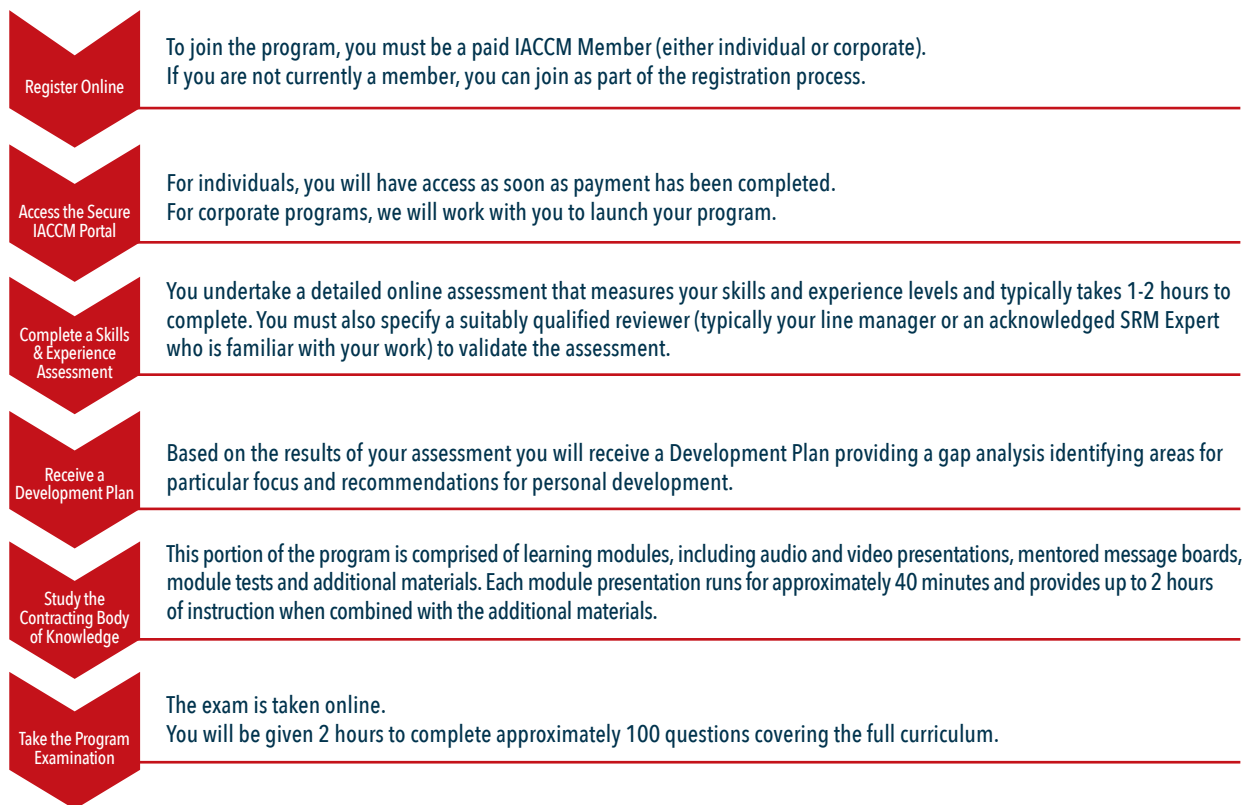 Register Online
To join the program, you must be a paid IACCM Member (either individual or corporate).
If you are not currently a member, you can join as part of the registration process.
Access the Secure
IACCM Portal
For individuals, you will have access as soon as payment has been completed.
For corporate programs, we will work with you to launch your program.
Complete a Skills
& Experience
Assessment
You undertake a detailed online assessment that measures your skills and experience levels and typically takes 1-2 hours to
complete. You must also specify a suitably qualified reviewer (typically your line manager or an acknowledged SRM Expert
who is familiar with your work) to validate the assessment.
Receive a
Development Plan
Based on the results of your assessment you will receive a Development Plan providing a gap analysis identifying areas for
particular focus and recommendations for personal development.
Study the
Contracting Body
of Knowledge
This portion of the program is comprised of learning modules, including audio and video presentations, mentored message boards,
module tests and additional materials. Each module presentation runs for approximately 40 minutes and provides up to 2 hours
of instruction when combined with the additional materials.
Take the Program
Examination
The exam is taken online.
You will be given 2 hours to complete approximately 100 questions covering the full curriculum.